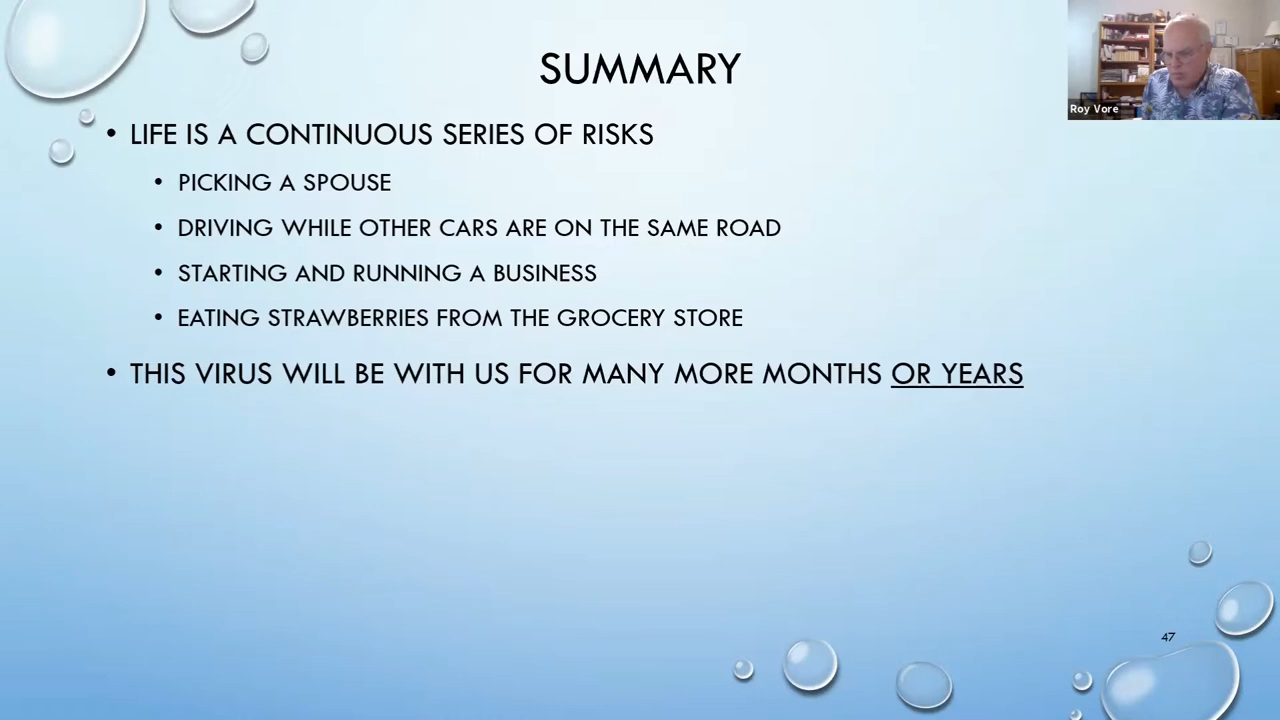 SUMMARY
Roy Vore
• LIFE IS A CONTINUOUS SERIES OF RISKS
• PICKING A SPOUSE
• DRIVING WHILE OTHER CARS ARE ON THE SAME ROAD
• STARTING AND RUNNING A BUSINESS
• EATING STRAWBERRIES FROM THE GROCERY STORE
• THIS VIRUS WILL BE WITH US FOR MANY MORE MONTHS OR YEARS
47